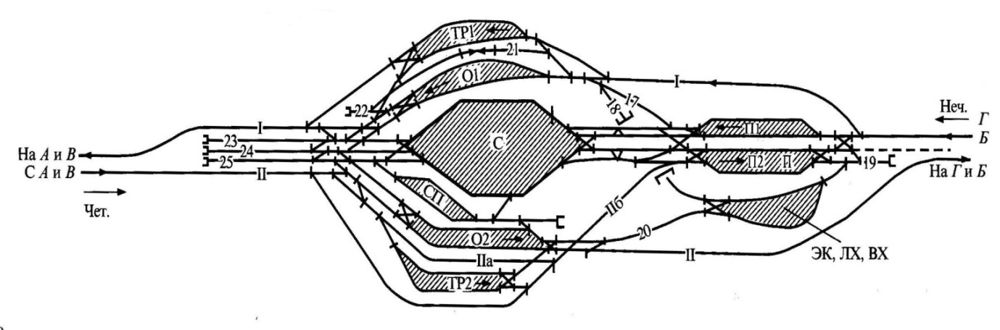 ТР1
21
О1
I
17
18
22
Неч.
Г
I
П1
Б
23
24
С
На А и В
25
П2 П
19
На Г и Б
С А и В
II
Чет.
СП
IIб
20
О2
II
ЭК, ЛХ, ВХ
IIа
ТР2